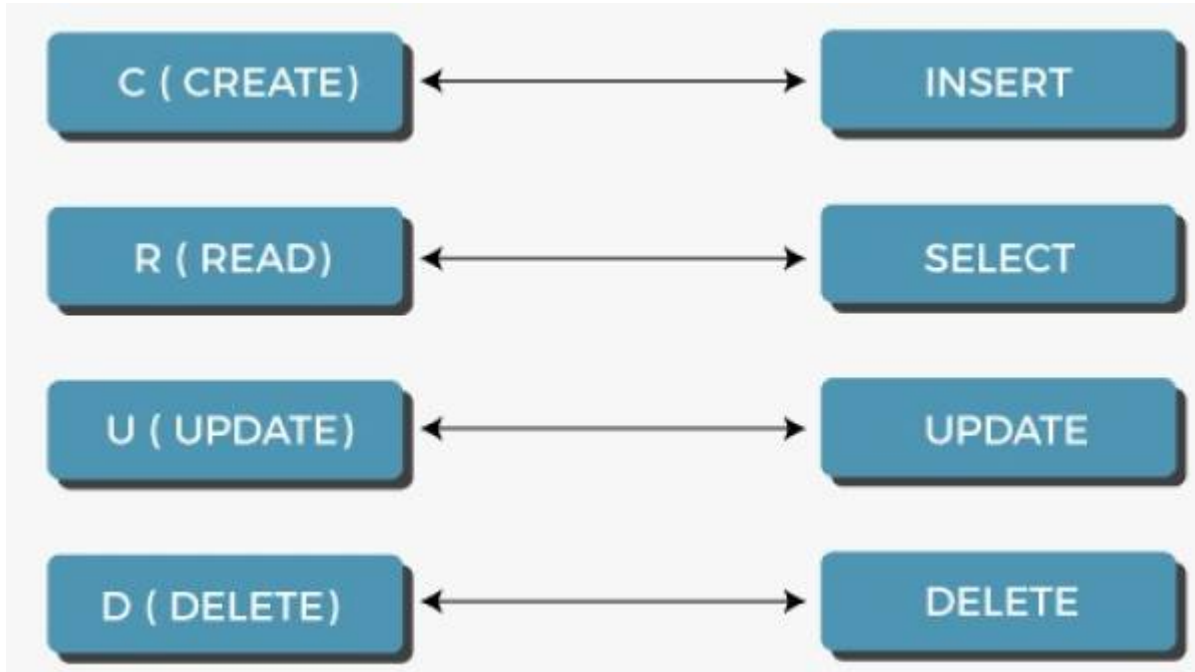 C ( CREATE)
INSERT
R ( READ)
SELECT
U ( UPDATE)
UPDATE
D ( DELETE)
DELETE